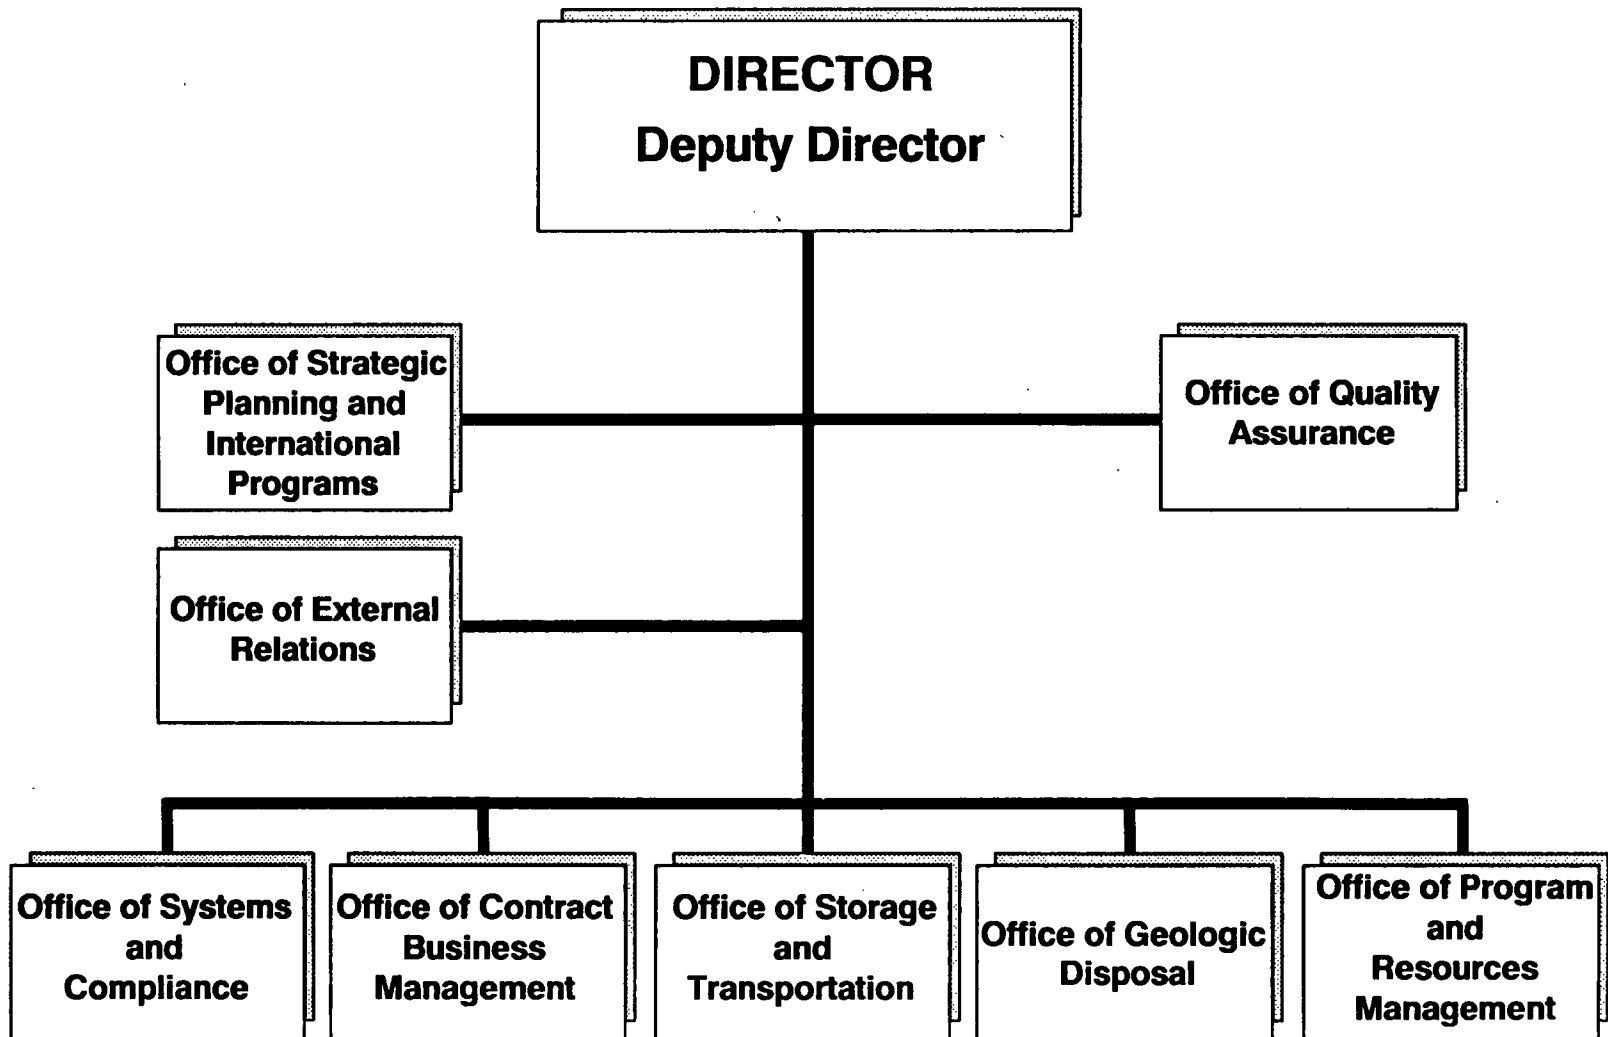 DIRECTOR
Deputy Director
Office of Strategic
Planning and
International
Programs
Office of Quality
Assurance
Office of External
Relations
Office of Systems
and
Compliance
Office of Contract
Business
Management
Office of Storage
and
Transportation
Office of Geologic
Disposal
Office of Program
and
Resources
Management